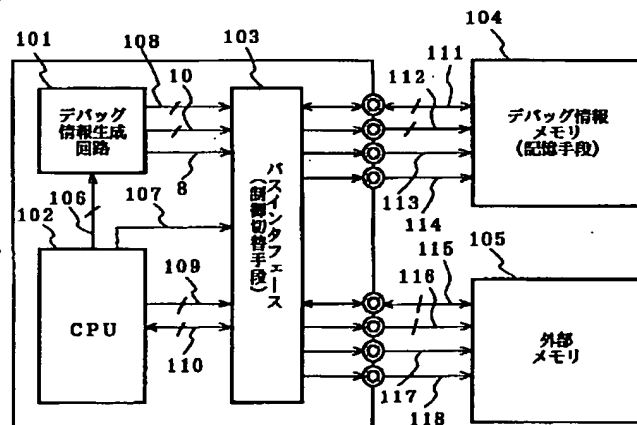 101
108
10
103
104
112
111
デバッグ
情報生成
回路
デバッグ情報
メモリ
(記憶手段)
8
107
106
113
114
102
バスインタフェース
(制御切替手段)
109
CPU
110
115
116
105
外部
メモリ
117
118